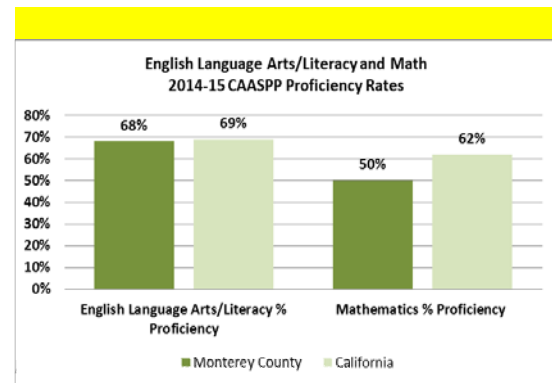 English Language Arts/Literacy and Math
2014-15 CAASPP Proficiency Rates
80%
70%
60%
50%
40%
30%
20%
10%
0%
68%
69%
50%
62%
English Language Arts/Literacy %
Proficiency
Mathematics % Proficiency
Monterey County
California